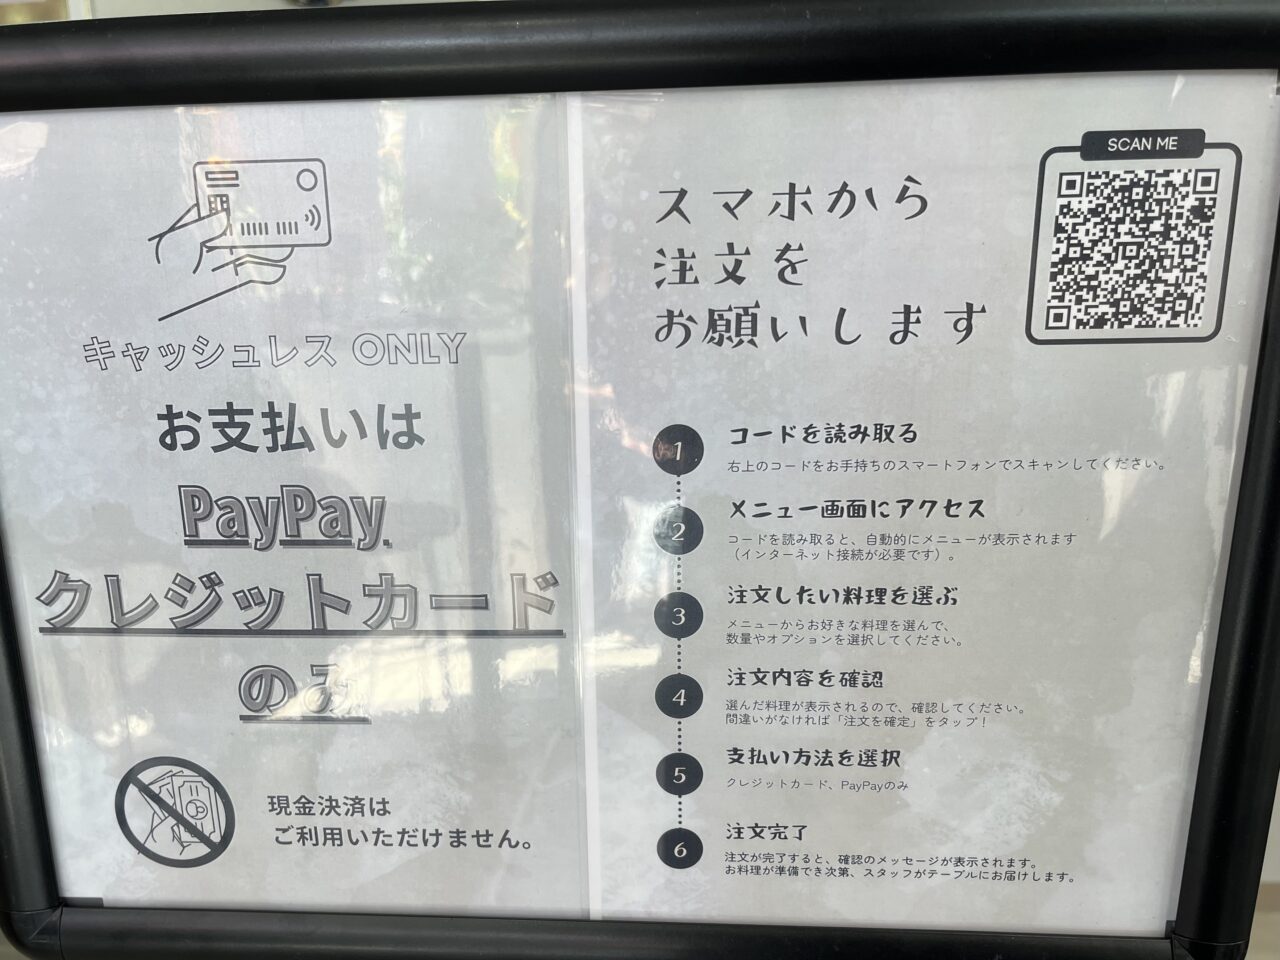 キャッシュレス ONLY
お支払いは
PayPay
クレジットカード
のみ
現金決済は
ご利用いただけません。
SCAN ME
スマホから
注文を
お願いします
1
コードを読み取る
右上のコードをお手持ちのスマートフォンでスキャンしてください。
2
メニュー画面にアクセス
コードを読み取ると、自動的にメニューが表示されます
（インターネット接続が必要です）。
3
注文したい料理を選ぶ
メニューからお好きな料理を選んで、
数量やオプションを選択してください。
4
注文内容を確認
選んだ料理が表示されるので、確認してください。
間違いがなければ「注文を確定」をタップ！
5
支払い方法を選択
クレジットカード、PayPayのみ
6
注文完了
注文が完了すると、確認のメッセージが表示されます。
お料理が準備でき次第、スタッフがテーブルにお届けします。